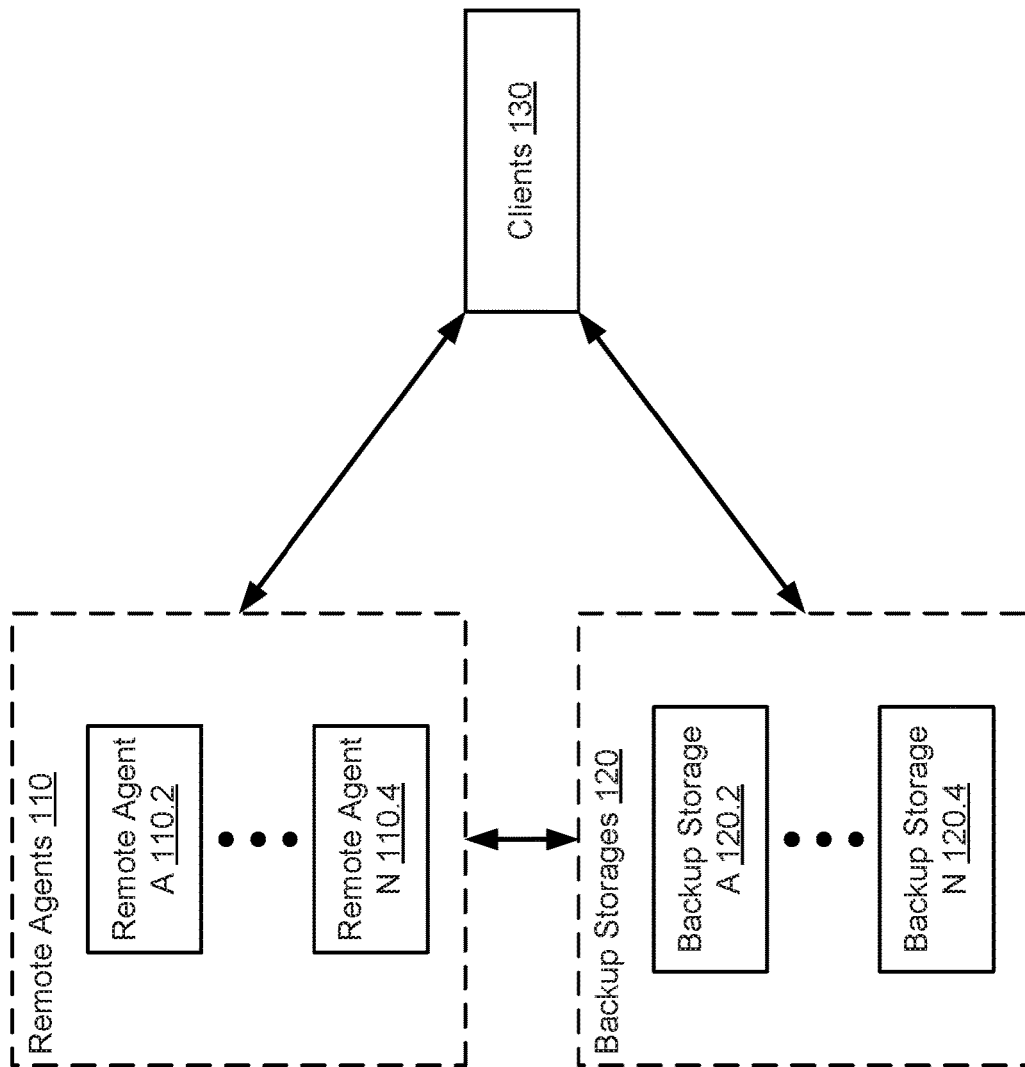 Remote Agents 110
Remote Agent
A 110.2
Remote Agent
N 110.4
Backup Storages 120
Backup Storage
A 120.2
Backup Storage
N 120.4
Clients 130